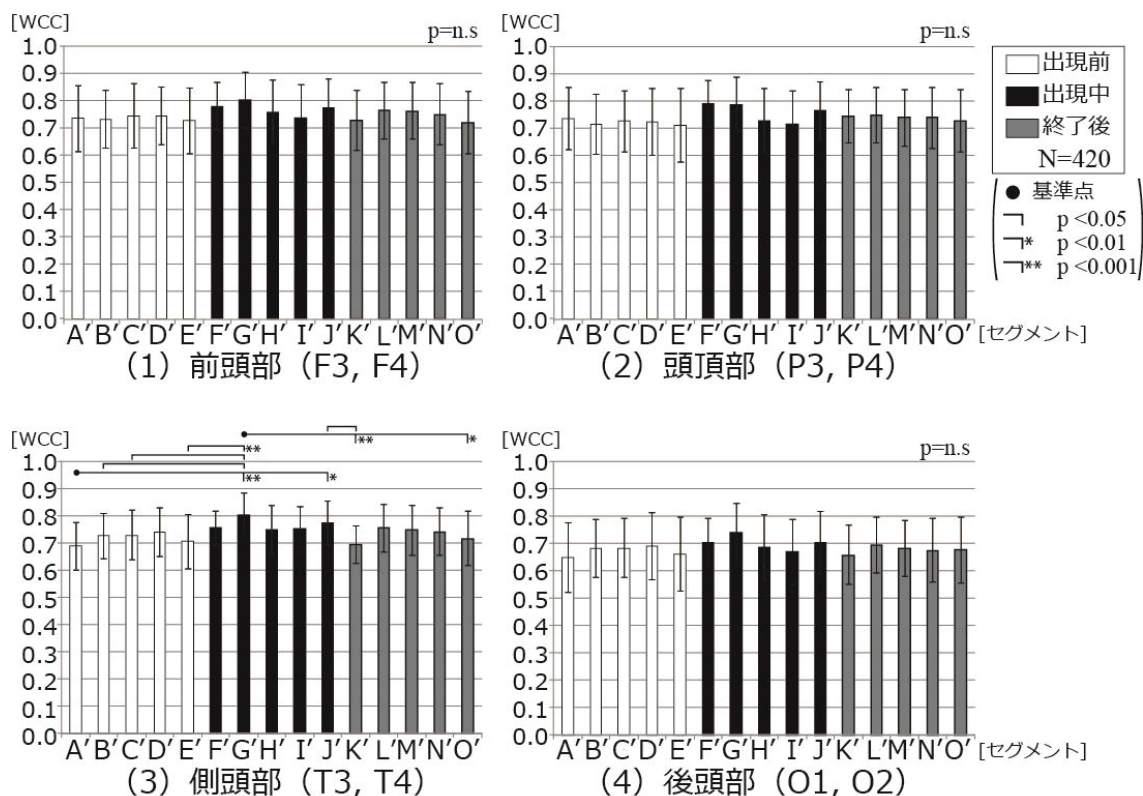 [WCC]
p=n.s
1.0
0.9
0.8
0.7
0.6
0.5
0.4
0.3
0.2
0.1
0.0
A′ B′ C′ D′ E′ F′ G′ H′ I′ J′ K′ L′ M′ N′ O′
（1）前頭部（F3, F4）
[WCC]
p=n.s
1.0
0.9
0.8
0.7
0.6
0.5
0.4
0.3
0.2
0.1
0.0
A′ B′ C′ D′ E′ F′ G′ H′ I′ J′ K′ L′ M′ N′ O′ [セグメント]
（2）頭頂部（P3, P4）
出現前
出現中
終了後
N=420
● 基準点
p <0.05
* p <0.01
** p <0.001
[WCC]
** *
**
** *
1.0
0.9
0.8
0.7
0.6
0.5
0.4
0.3
0.2
0.1
0.0
A′ B′ C′ D′ E′ F′ G′ H′ I′ J′ K′ L′ M′ N′ O′
（3）側頭部（T3, T4）
[WCC]
p=n.s
1.0
0.9
0.8
0.7
0.6
0.5
0.4
0.3
0.2
0.1
0.0
A′ B′ C′ D′ E′ F′ G′ H′ I′ J′ K′ L′ M′ N′ O′ [セグメント]
（4）後頭部（O1, O2）